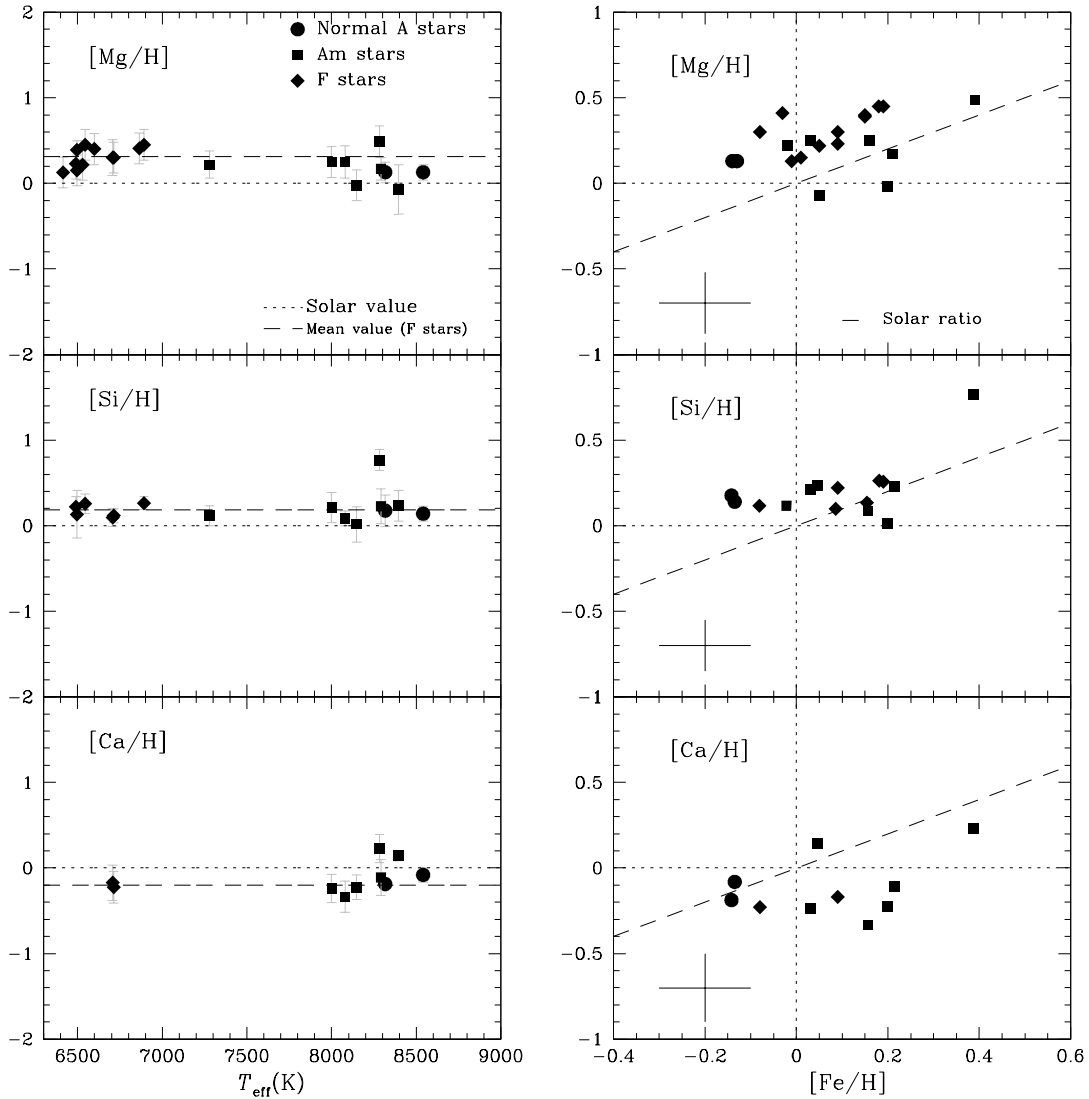 2
1
0
−1
−2
[Mg/H]
Normal A stars
Am stars
F stars
Solar value
Mean value (F stars)
1
0.5
0
−0.5
−1
[Mg/H]
Solar ratio
1
0
−1
−2
[Si/H]
0.5
0
−0.5
−1
[Si/H]
1
0
−1
−2
[Ca/H]
6500 7000 7500 8000 8500 9000
Teff(K)
0.5
0
−0.5
−1
[Ca/H]
−0.4 −0.2 0 0.2 0.4 0.6
[Fe/H]